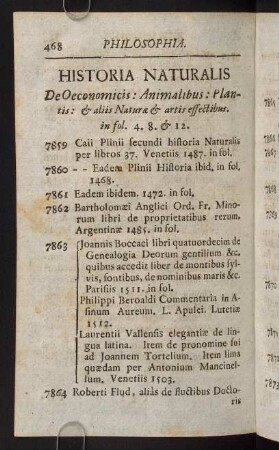 468 PHILOSOPHIA.
HISTORIA NATURALIS
De Oeconomicis: Animalibus: Plan-
tis: & aliis Naturæ & artis effectibus.
in fol. 4. 8. & 12.
7859 Caii Plinii secundi historia Naturalis
per libros 37. Venetiis 1487. in fol.
7860 - - Eadem Plinii Historia ibid, in fol.
1468.
7861 Eadem ibidem. 1472. in fol.
7862 Bartholomæi Anglici Ord. Fr. Mino-
rum libri de proprietatibus rerum.
Argentinæ 1485. in fol.
7863 Joannis Boccaci libri quatuordecim de
Genealogia Deorum gentilium &c.
quibus accedit liber de montibus syl-
vis, fontibus, de nominibus maris &c.
Parisiis 1511. in fol.
Philippi Beroaldi Commentaria in A-
sinum Aureum. L. Apulei. Lutetiæ
1512.
Laurentii Vallensis elegantiæ de lin-
gua latina. Item de pronomine sui
ad Joannem Tortelium. Item lima
quædam per Antonium Mancinel-
lum. Venetiis 1503.
7864 Roberti Flud, aliàs de fluctibus Docto-
ris